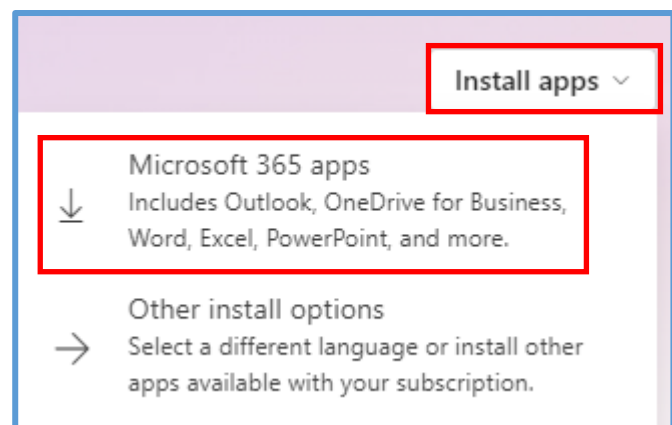 Install apps
Microsoft 365 apps
Includes Outlook, OneDrive for Business,
Word, Excel, PowerPoint, and more.
Other install options
Select a different language or install other
apps available with your subscription.